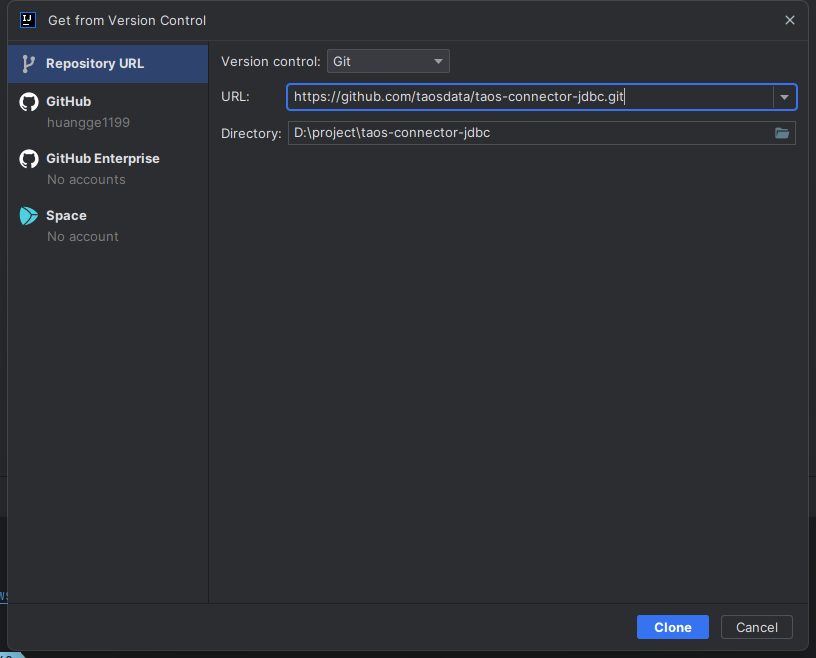 Get from Version Control
Repository URL
GitHub
huangge1199
GitHub Enterprise
No accounts
Space
No account
Version control: Git
URL: https://github.com/taosdata/taos-connector-jdbc.git
Directory: D:\project\taos-connector-jdbc
Clone Cancel